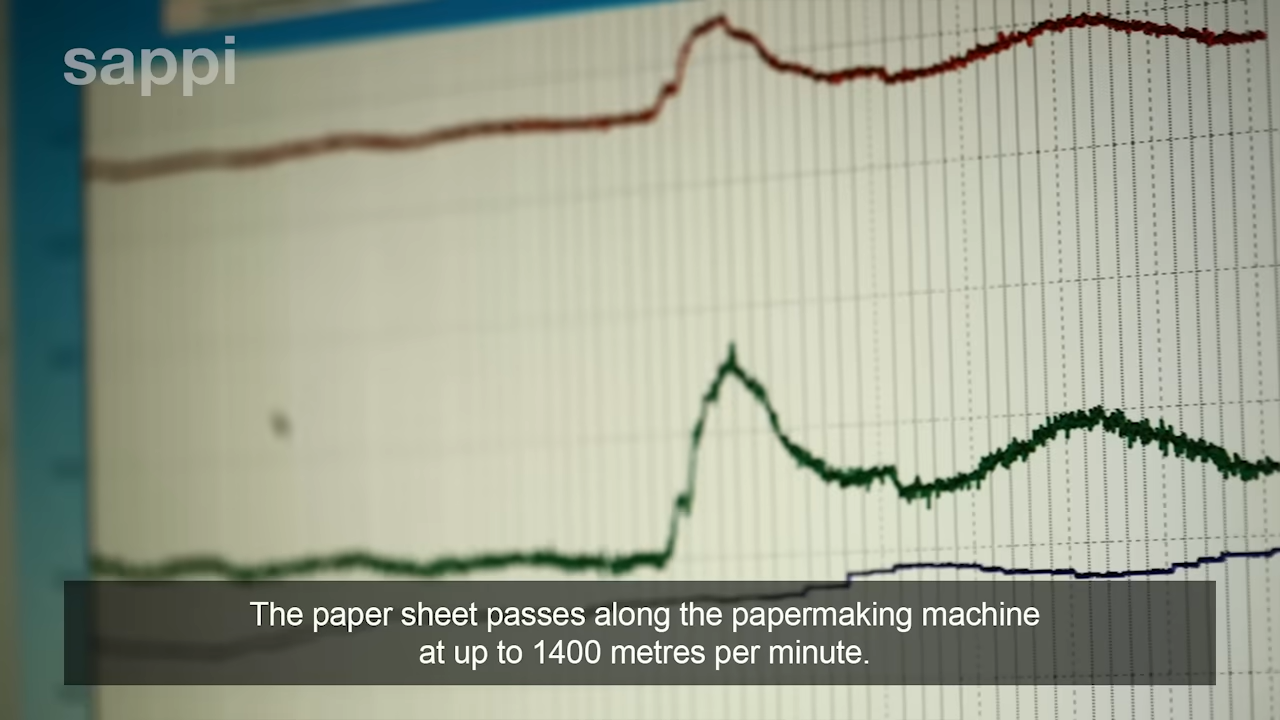 sappi
The paper sheet passes along the papermaking machine
at up to 1400 metres per minute.